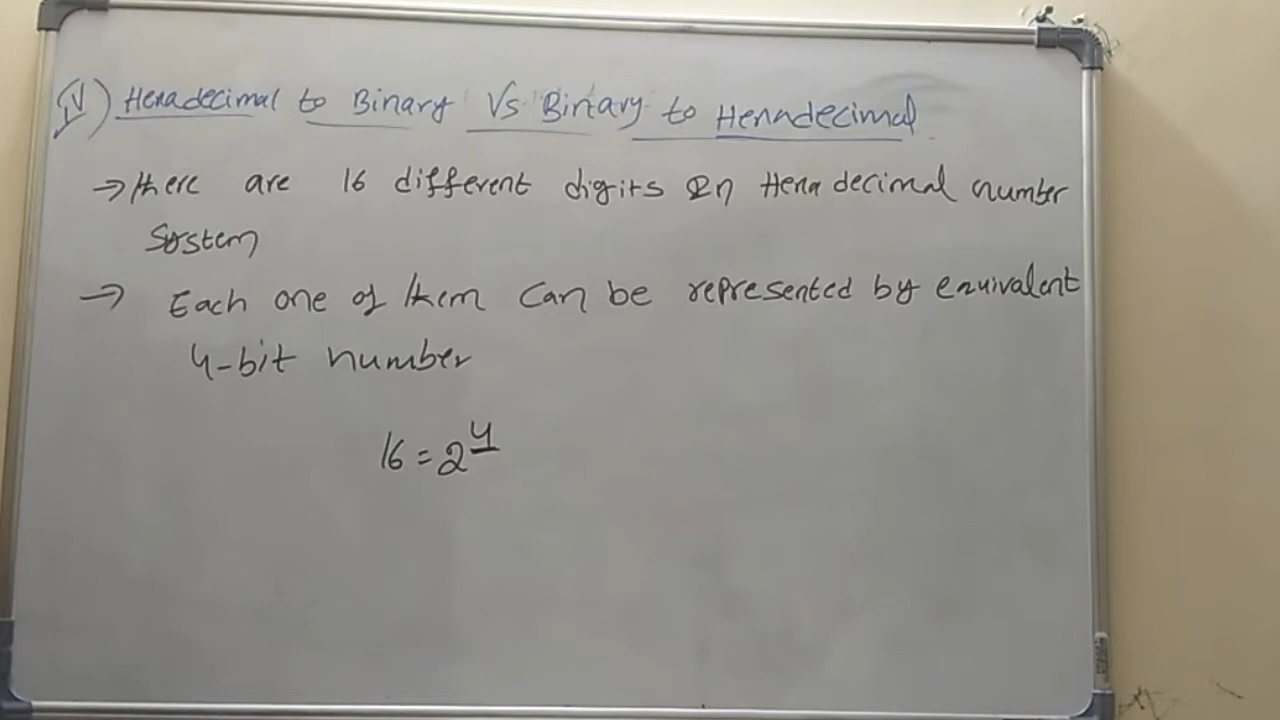 IV) Hexadecimal to Binary Vs Binary to Hexadecimal
→ there are 16 different digits in Hexadecimal number
system
→ Each one of them can be represented by equivalent
4-bit number
16 = 2^4